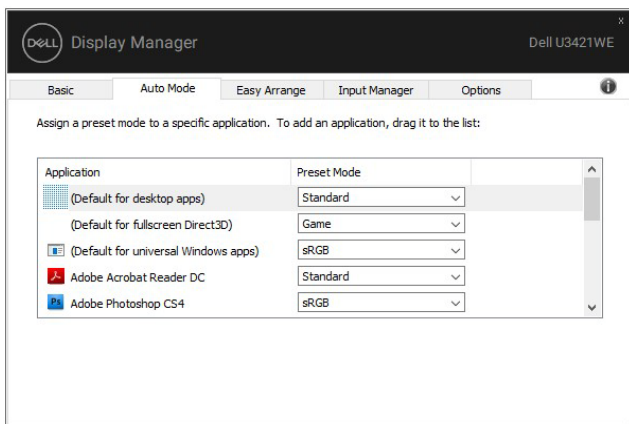 x
DELL Display Manager Dell U3421WE
Basic Auto Mode Easy Arrange Input Manager Options i
Assign a preset mode to a specific application. To add an application, drag it to the list:
Application Preset Mode
(Default for desktop apps) Standard
(Default for fullscreen Direct3D) Game
(Default for universal Windows apps) sRGB
Adobe Acrobat Reader DC Standard
Ps Adobe Photoshop CS4 sRGB